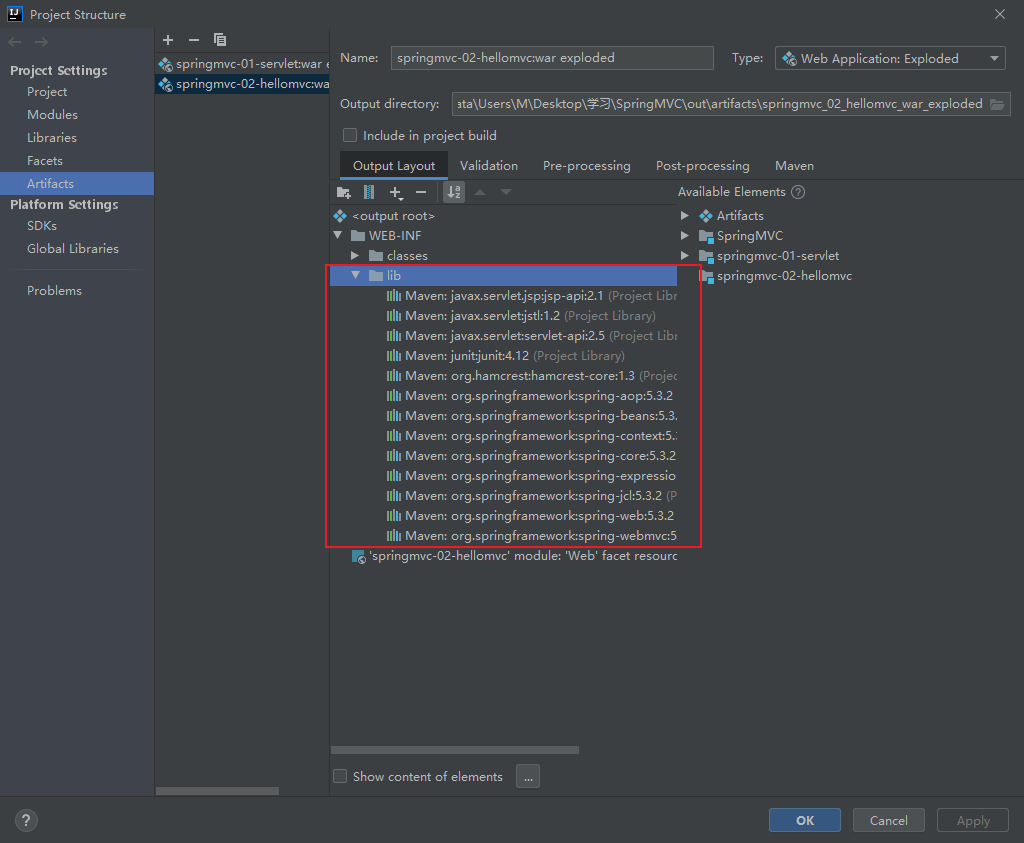 Project Structure
Project Settings
Project
Modules
Libraries
Facets
Artifacts
Platform Settings
SDKs
Global Libraries
Problems
springmvc-01-servlet:war e
springmvc-02-hellomvc:wa
Name: springmvc-02-hellomvc:war exploded Type: Web Application: Exploded
Output directory: ata\Users\M\Desktop\学习\SpringMVC\out\artifacts\springmvc_02_hellomvc_war_exploded
Include in project build
Output Layout Validation Pre-processing Post-processing Maven
<output root>
WEB-INF
classes
lib
Maven: javax.servlet.jsp:jsp-api:2.1 (Project Libr
Maven: javax.servlet:jstl:1.2 (Project Library)
Maven: javax.servlet:servlet-api:2.5 (Project Libr
Maven: junit:junit:4.12 (Project Library)
Maven: org.hamcrest:hamcrest-core:1.3 (Projec
Maven: org.springframework:spring-aop:5.3.2
Maven: org.springframework:spring-beans:5.3.
Maven: org.springframework:spring-context:5.
Maven: org.springframework:spring-core:5.3.2
Maven: org.springframework:spring-expressio
Maven: org.springframework:spring-jcl:5.3.2 (P
Maven: org.springframework:spring-web:5.3.2
Maven: org.springframework:spring-webmvc:5
'springmvc-02-hellomvc' module: 'Web' facet resourc
Available Elements ?
Artifacts
SpringMVC
springmvc-01-servlet
springmvc-02-hellomvc
Show content of elements ...
? OK Cancel Apply